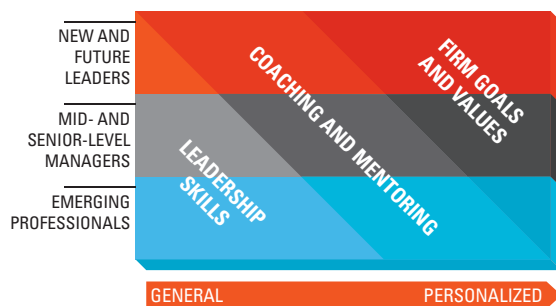 NEW AND
FUTURE
LEADERS
MID- AND
SENIOR-LEVEL
MANAGERS
EMERGING
PROFESSIONALS
LEADERSHIP
SKILLS
COACHING AND MENTORING
FIRM GOALS
AND VALUES
GENERAL
PERSONALIZED